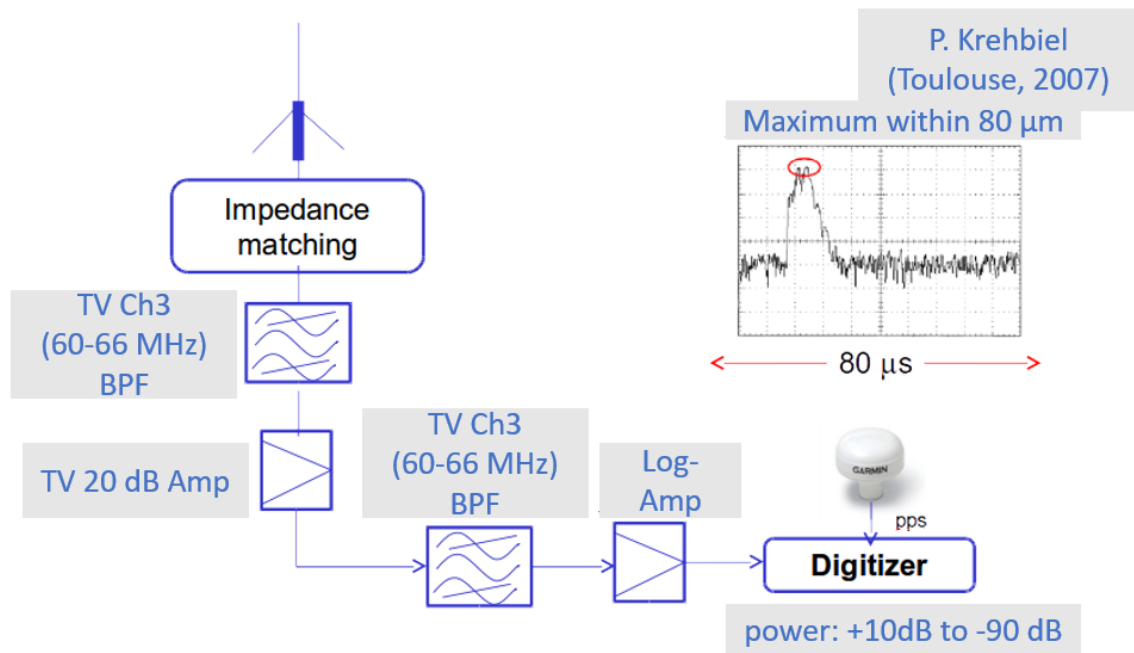 P. Krehbiel
(Toulouse, 2007)
Maximum within 80 μm
Impedance
matching
TV Ch3
(60-66 MHz)
BPF
80 μs
TV 20 dB Amp
TV Ch3
(60-66 MHz)
BPF
Log-
Amp
GARMIN
pps
Digitizer
power: +10dB to -90 dB